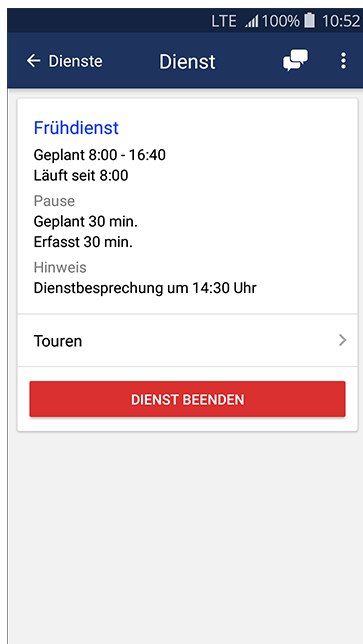 LTE 100% 10:52
Dienste Dienst
Frühdienst
Geplant 8:00 - 16:40
Läuft seit 8:00
Pause
Geplant 30 min.
Erfasst 30 min.
Hinweis
Dienstbesprechung um 14:30 Uhr
Touren
DIENST BEENDEN